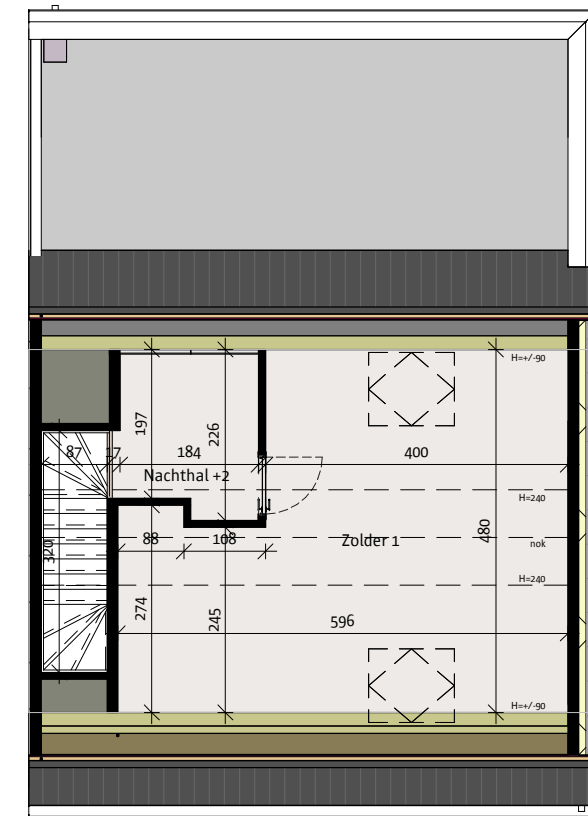 H=+/-90
197
226
87
17
184
400
Nachthal +2
H=240
88
108
Zolder 1
480
nok
320
H=240
274
245
596
H=+/-90